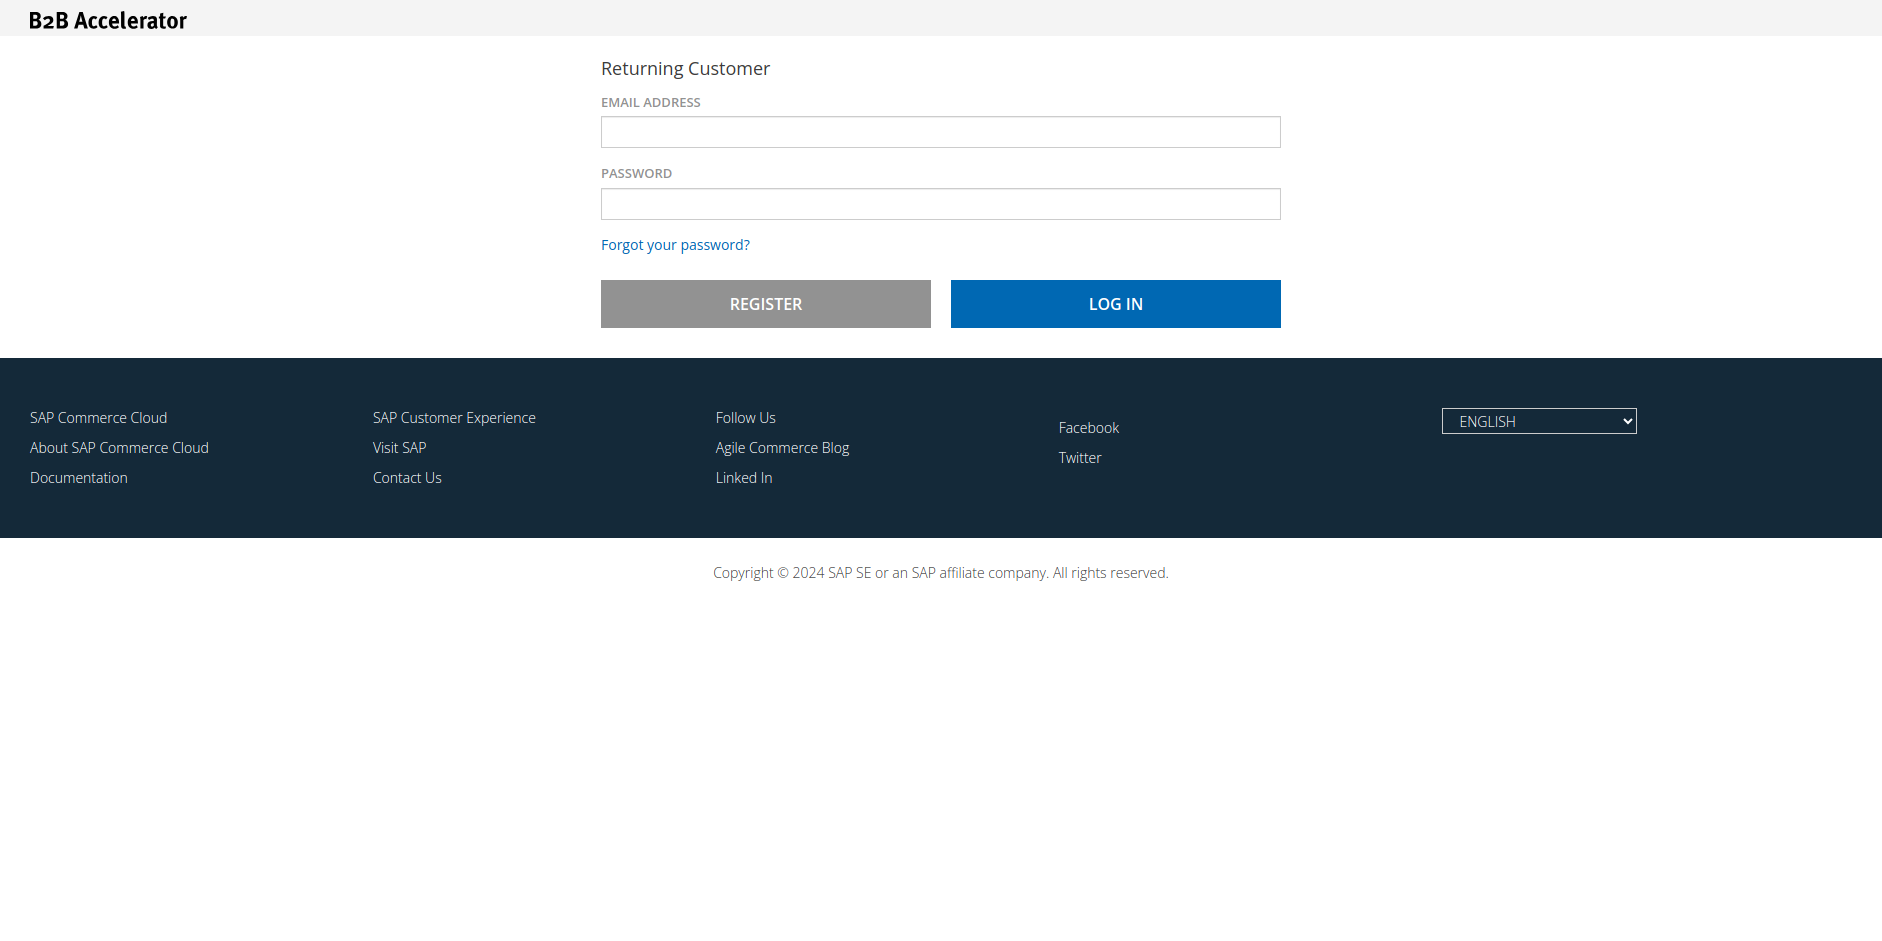 B2B Accelerator
Returning Customer
EMAIL ADDRESS
PASSWORD
Forgot your password?
REGISTER
LOG IN
SAP Commerce Cloud
About SAP Commerce Cloud
Documentation
SAP Customer Experience
Visit SAP
Contact Us
Follow Us
Agile Commerce Blog
Linked In
Facebook
Twitter
ENGLISH
Copyright © 2024 SAP SE or an SAP affiliate company. All rights reserved.